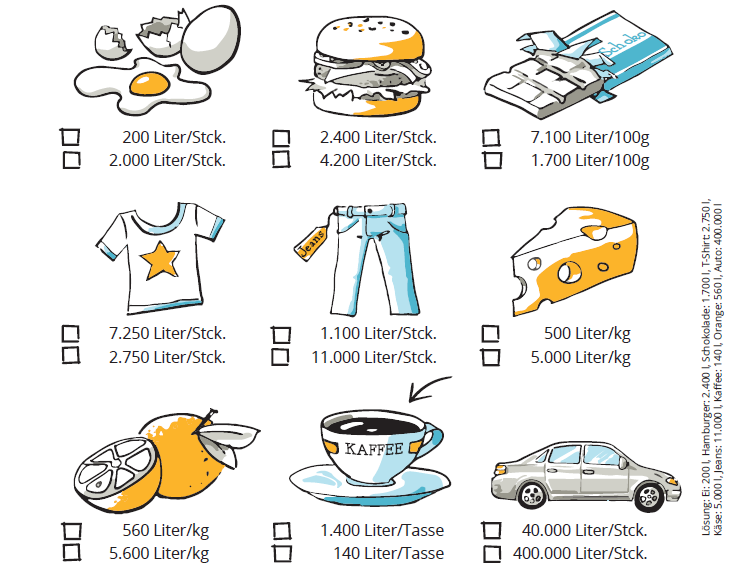 Schoko
200 Liter/Stck.
2.000 Liter/Stck.
2.400 Liter/Stck.
4.200 Liter/Stck.
7.100 Liter/100g
1.700 Liter/100g
Jeans
7.250 Liter/Stck.
2.750 Liter/Stck.
1.100 Liter/Stck.
11.000 Liter/Stck.
500 Liter/kg
5.000 Liter/kg
KAFFEE
560 Liter/kg
5.600 Liter/kg
1.400 Liter/Tasse
140 Liter/Tasse
40.000 Liter/Stck.
400.000 Liter/Stck.
Lösung: Ei: 200 l, Hamburger: 2.400 l, Schokolade: 1.700 l, T-Shirt: 2.750 l,
Käse: 5.000 l, Jeans: 11.000 l, Kaffee: 140 l, Orange: 560 l, Auto: 400.000 l